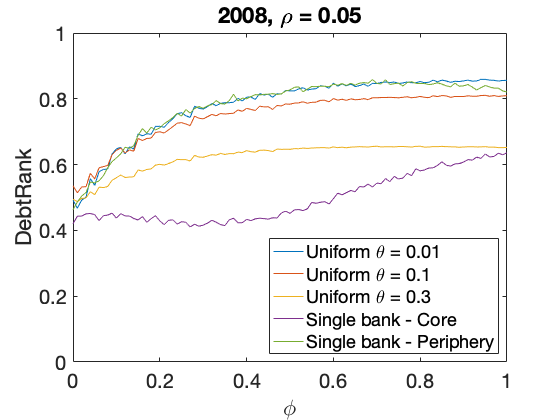 2008, ρ = 0.05
1
0.8
0.6
0.4
0.2
0
DebtRank
0 0.2 0.4 0.6 0.8 1
ϕ
Uniform θ = 0.01
Uniform θ = 0.1
Uniform θ = 0.3
Single bank - Core
Single bank - Periphery